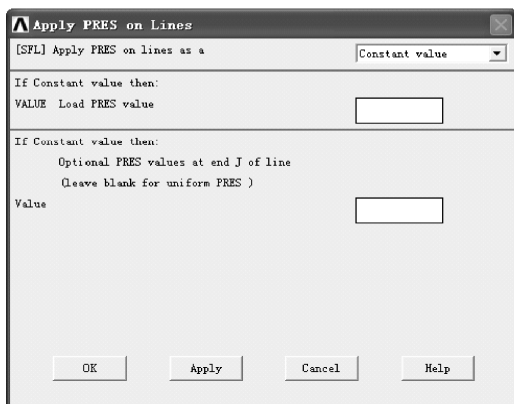 Apply PRES on Lines
[SFL] Apply PRES on lines as a Constant value
If Constant value then:
VALUE Load PRES value
If Constant value then:
Optional PRES values at end J of line
(leave blank for uniform PRES )
Value
OK Apply Cancel Help